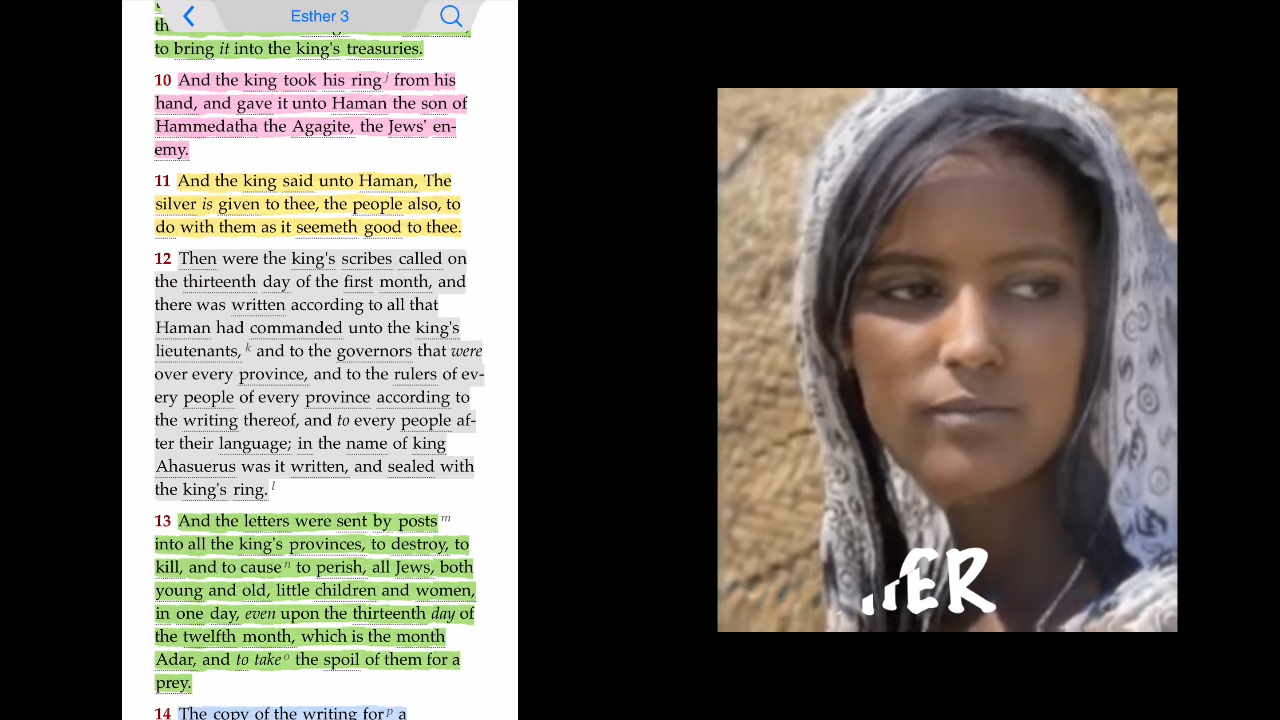 Esther 3
th
to bring it into the king's treasuries.
10 And the king took his ring j from his
hand, and gave it unto Haman the son of
Hammedatha the Agagite, the Jews' en-
emy.
11 And the king said unto Haman, The
silver is given to thee, the people also, to
do with them as it seemeth good to thee.
12 Then were the king's scribes called on
the thirteenth day of the first month, and
there was written according to all that
Haman had commanded unto the king's
lieutenants, k and to the governors that were
over every province, and to the rulers of ev-
ery people of every province according to
the writing thereof, and to every people af-
ter their language; in the name of king
Ahasuerus was it written, and sealed with
the king's ring. l
13 And the letters were sent by posts m
into all the king's provinces, to destroy, to
kill, and to cause n to perish, all Jews, both
young and old, little children and women,
in one day, even upon the thirteenth day of
the twelfth month, which is the month
Adar, and to take o the spoil of them for a
prey.
14 The copy of the writing for p a
ER